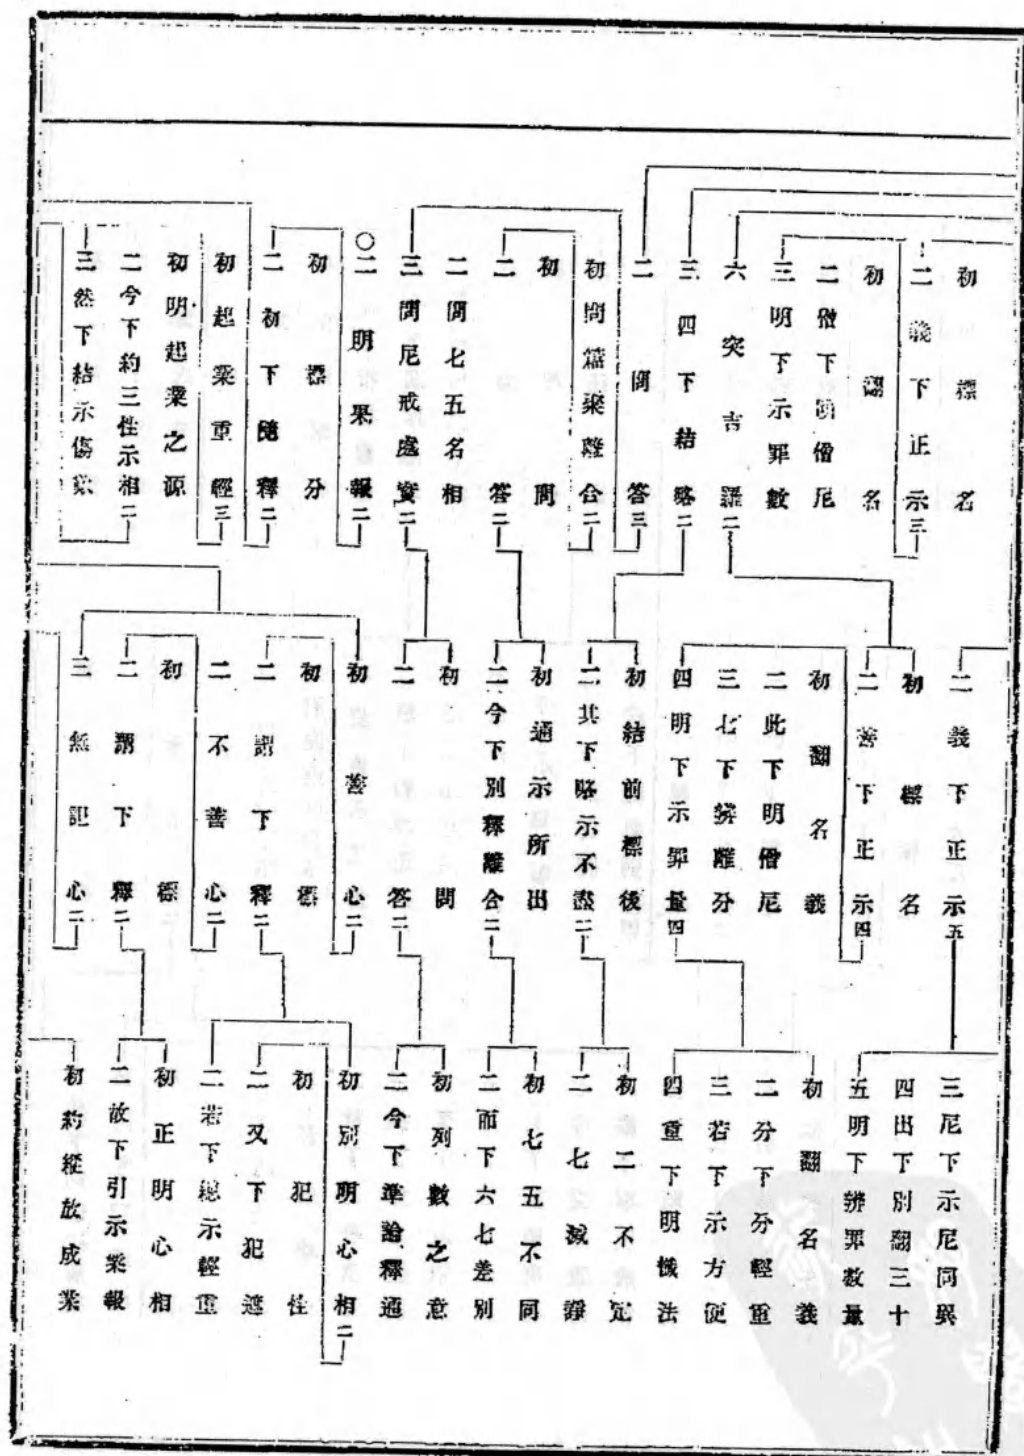 初標名
二義下正示三
初翻名
二僧下頭僧尼
三明下示罪數
六突吉羅二
三四下結略二
二問答三
初問篇聚離合二
初問
二答二
二問七五名相
三問尼戒處實二
〇二明果報二
初標分
二初下隨釋二
初起業重輕三
初明起業之源
二今下約三性示相二
三然下結示傷歎
二義下正示五
初標名
二善下正示四
初翻名義
二此下明僧尼
三七下辨離分
四明下示罪量四
初結前標後
二其下略示不盡二
初通示所出
二今下別釋離合二
初問
二答二
初善心二
初標
二謂下釋二
二不善心二
初標
二謂下釋二
三無記心二
三尼下示尼同異
四出下別翻三十
五明下辨罪數量
初翻名義
二分下分輕重
三若下示方便
四重下明懺法
初二不定
二七滅諍
初七五不同
二而下六七差別
初列數之意
二今下準論釋通
初別明心相二
初犯性
二又下犯遮
二若下總示輕重
初正明心相
二故下引示業報
初約縱放成業